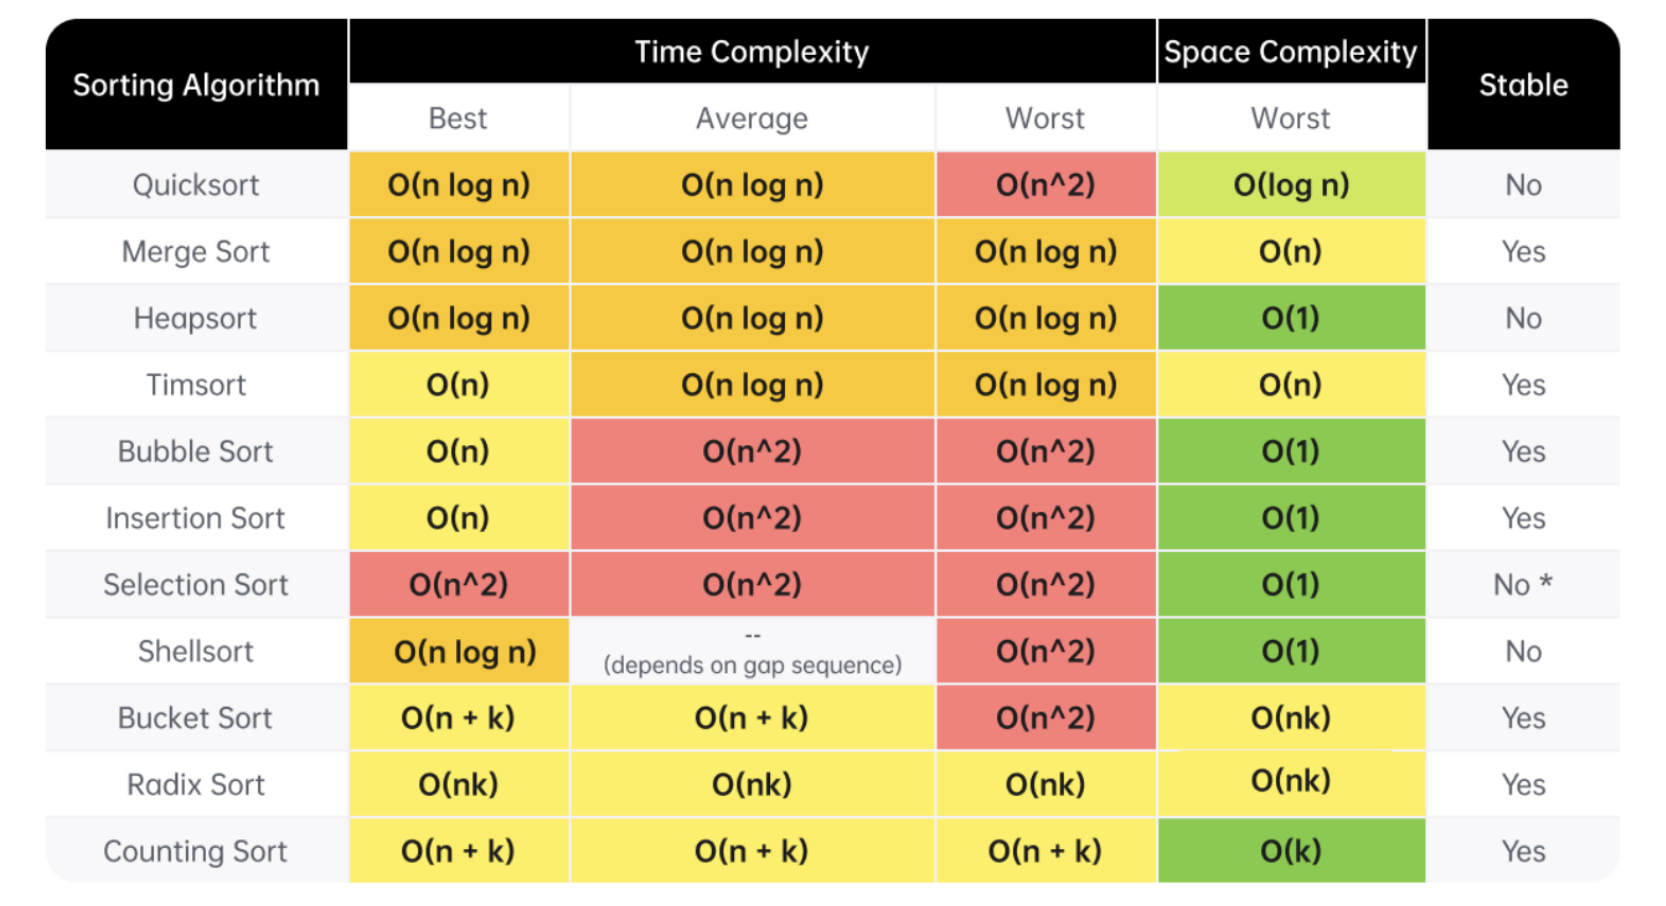 Sorting Algorithm Time Complexity Space Complexity Stable
Best Average Worst Worst
Quicksort O(n log n) O(n log n) O(n^2) O(log n) No
Merge Sort O(n log n) O(n log n) O(n log n) O(n) Yes
Heapsort O(n log n) O(n log n) O(n log n) O(1) No
Timsort O(n) O(n log n) O(n log n) O(n) Yes
Bubble Sort O(n) O(n^2) O(n^2) O(1) Yes
Insertion Sort O(n) O(n^2) O(n^2) O(1) Yes
Selection Sort O(n^2) O(n^2) O(n^2) O(1) No *
Shellsort O(n log n) -- (depends on gap sequence) O(n^2) O(1) No
Bucket Sort O(n + k) O(n + k) O(n^2) O(nk) Yes
Radix Sort O(nk) O(nk) O(nk) O(nk) Yes
Counting Sort O(n + k) O(n + k) O(n + k) O(k) Yes